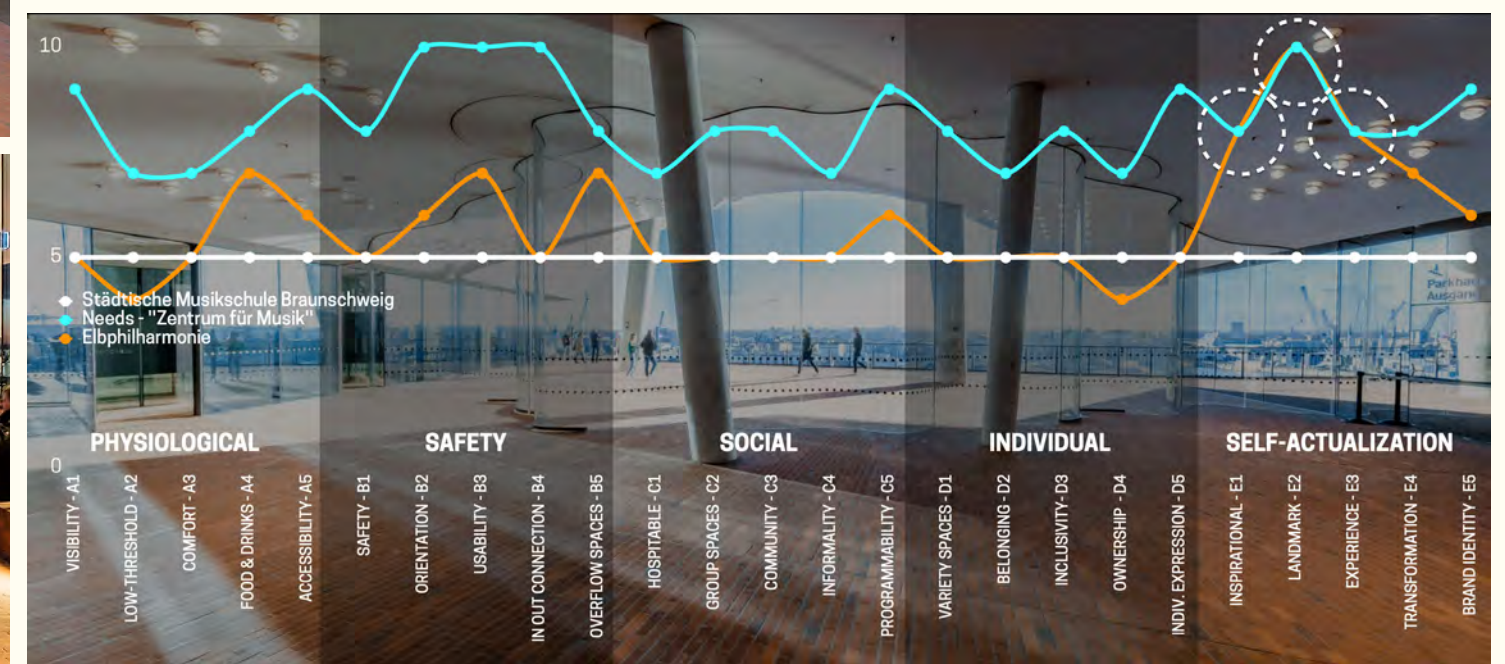 10
5
0
Städtische Musikschule Braunschweig
Needs - "Zentrum für Musik"
Elbphilharmonie
Parkhaus
Ausgang
PHYSIOLOGICAL
SAFETY
SOCIAL
INDIVIDUAL
SELF-ACTUALIZATION
VISIBILITY - A1
LOW-THRESHOLD - A2
COMFORT - A3
FOOD & DRINKS - A4
ACCESSIBILITY - A5
SAFETY - B1
ORIENTATION - B2
USABILITY - B3
IN OUT CONNECTION - B4
OVERFLOW SPACES - B5
HOSPITABLE - C1
GROUP SPACES - C2
COMMUNITY - C3
INFORMALITY - C4
PROGRAMMABILITY - C5
VARIETY SPACES - D1
BELONGING - D2
INCLUSIVITY - D3
OWNERSHIP - D4
INDIV. EXPRESSION - D5
INSPIRATIONAL - E1
LANDMARK - E2
EXPERIENCE - E3
TRANSFORMATION - E4
BRAND IDENTITY - E5